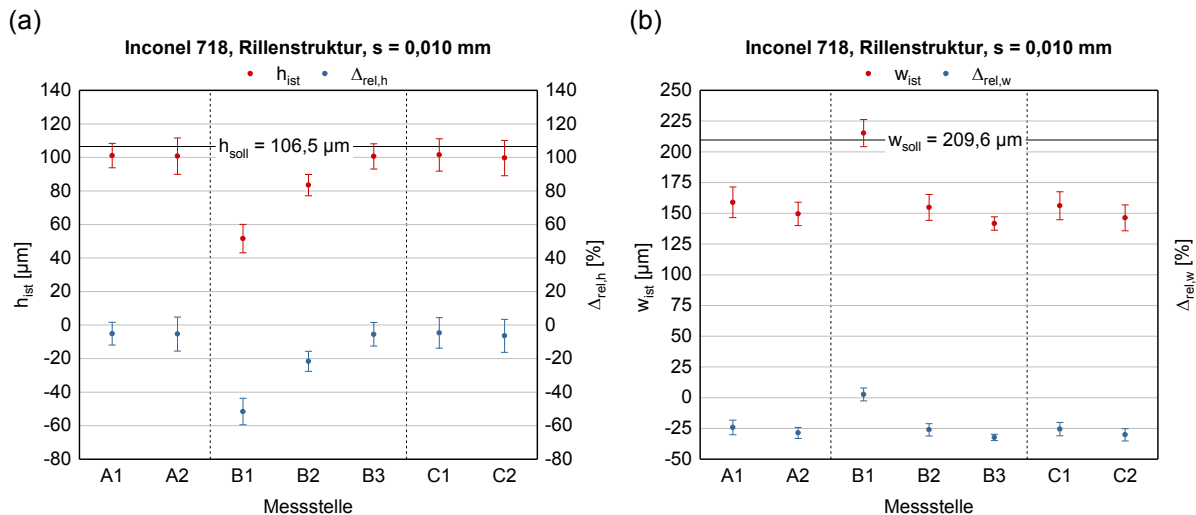 (a)
Inconel 718, Rillenstruktur, s = 0,010 mm
h_ist Δ_rel,h
h_soll = 106,5 µm
140
120
100
80
60
40
20
0
-20
-40
-60
-80
h_ist [µm]
140
120
100
80
60
40
20
0
-20
-40
-60
-80
Δ_rel,h [%]
A1 A2 B1 B2 B3 C1 C2
Messstelle
(b)
Inconel 718, Rillenstruktur, s = 0,010 mm
w_ist Δ_rel,w
w_soll = 209,6 µm
250
225
200
175
150
125
100
75
50
25
0
-25
-50
w_ist [µm]
Δ_rel,w [%]
A1 A2 B1 B2 B3 C1 C2
Messstelle